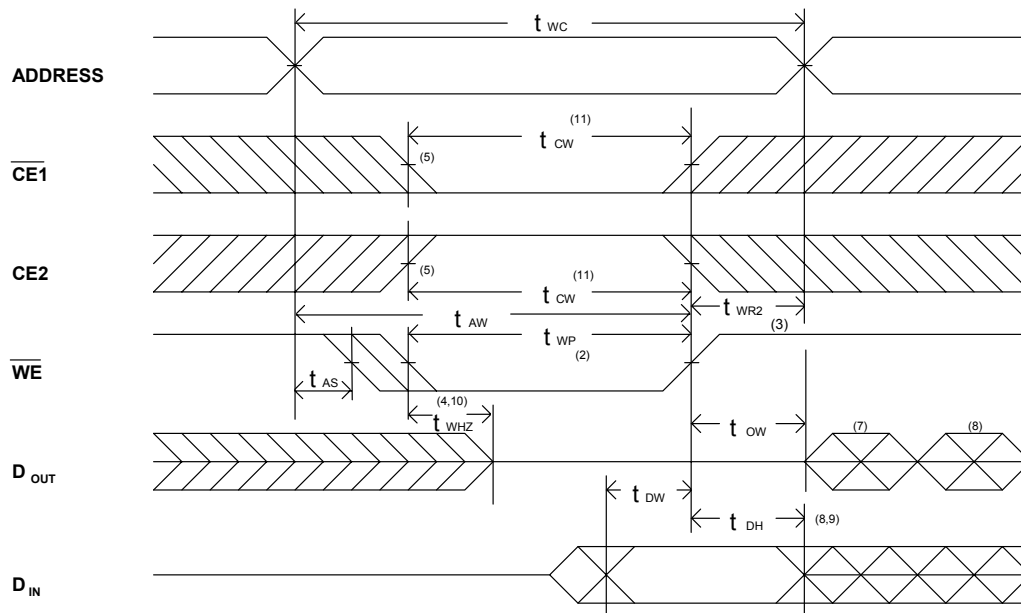 t WC
ADDRESS
(11)
t CW
(5)
CE1
CE2
(5)
(11)
t CW
t WR2
t AW
(3)
t WP
(2)
WE
t AS
(4,10)
t WHZ
t OW
(7)
(8)
D OUT
t DW
t DH
(8,9)
D IN